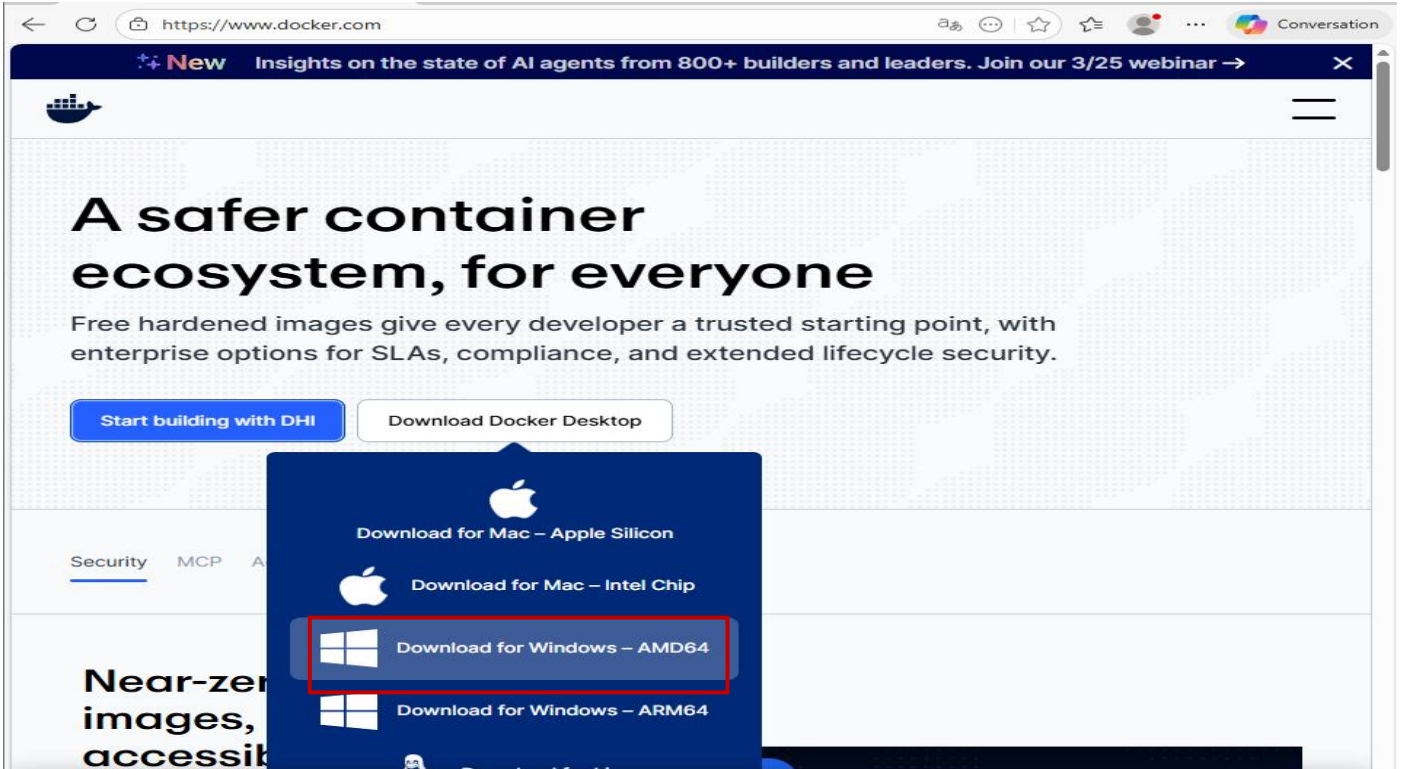 https://www.docker.com
Conversation
New Insights on the state of AI agents from 800+ builders and leaders. Join our 3/25 webinar →
A safer container
ecosystem, for everyone
Free hardened images give every developer a trusted starting point, with
enterprise options for SLAs, compliance, and extended lifecycle security.
Start building with DHI
Download Docker Desktop
Download for Mac – Apple Silicon
Security MCP
Download for Mac – Intel Chip
Download for Windows – AMD64
Near-zer
images,
accessib
Download for Windows – ARM64